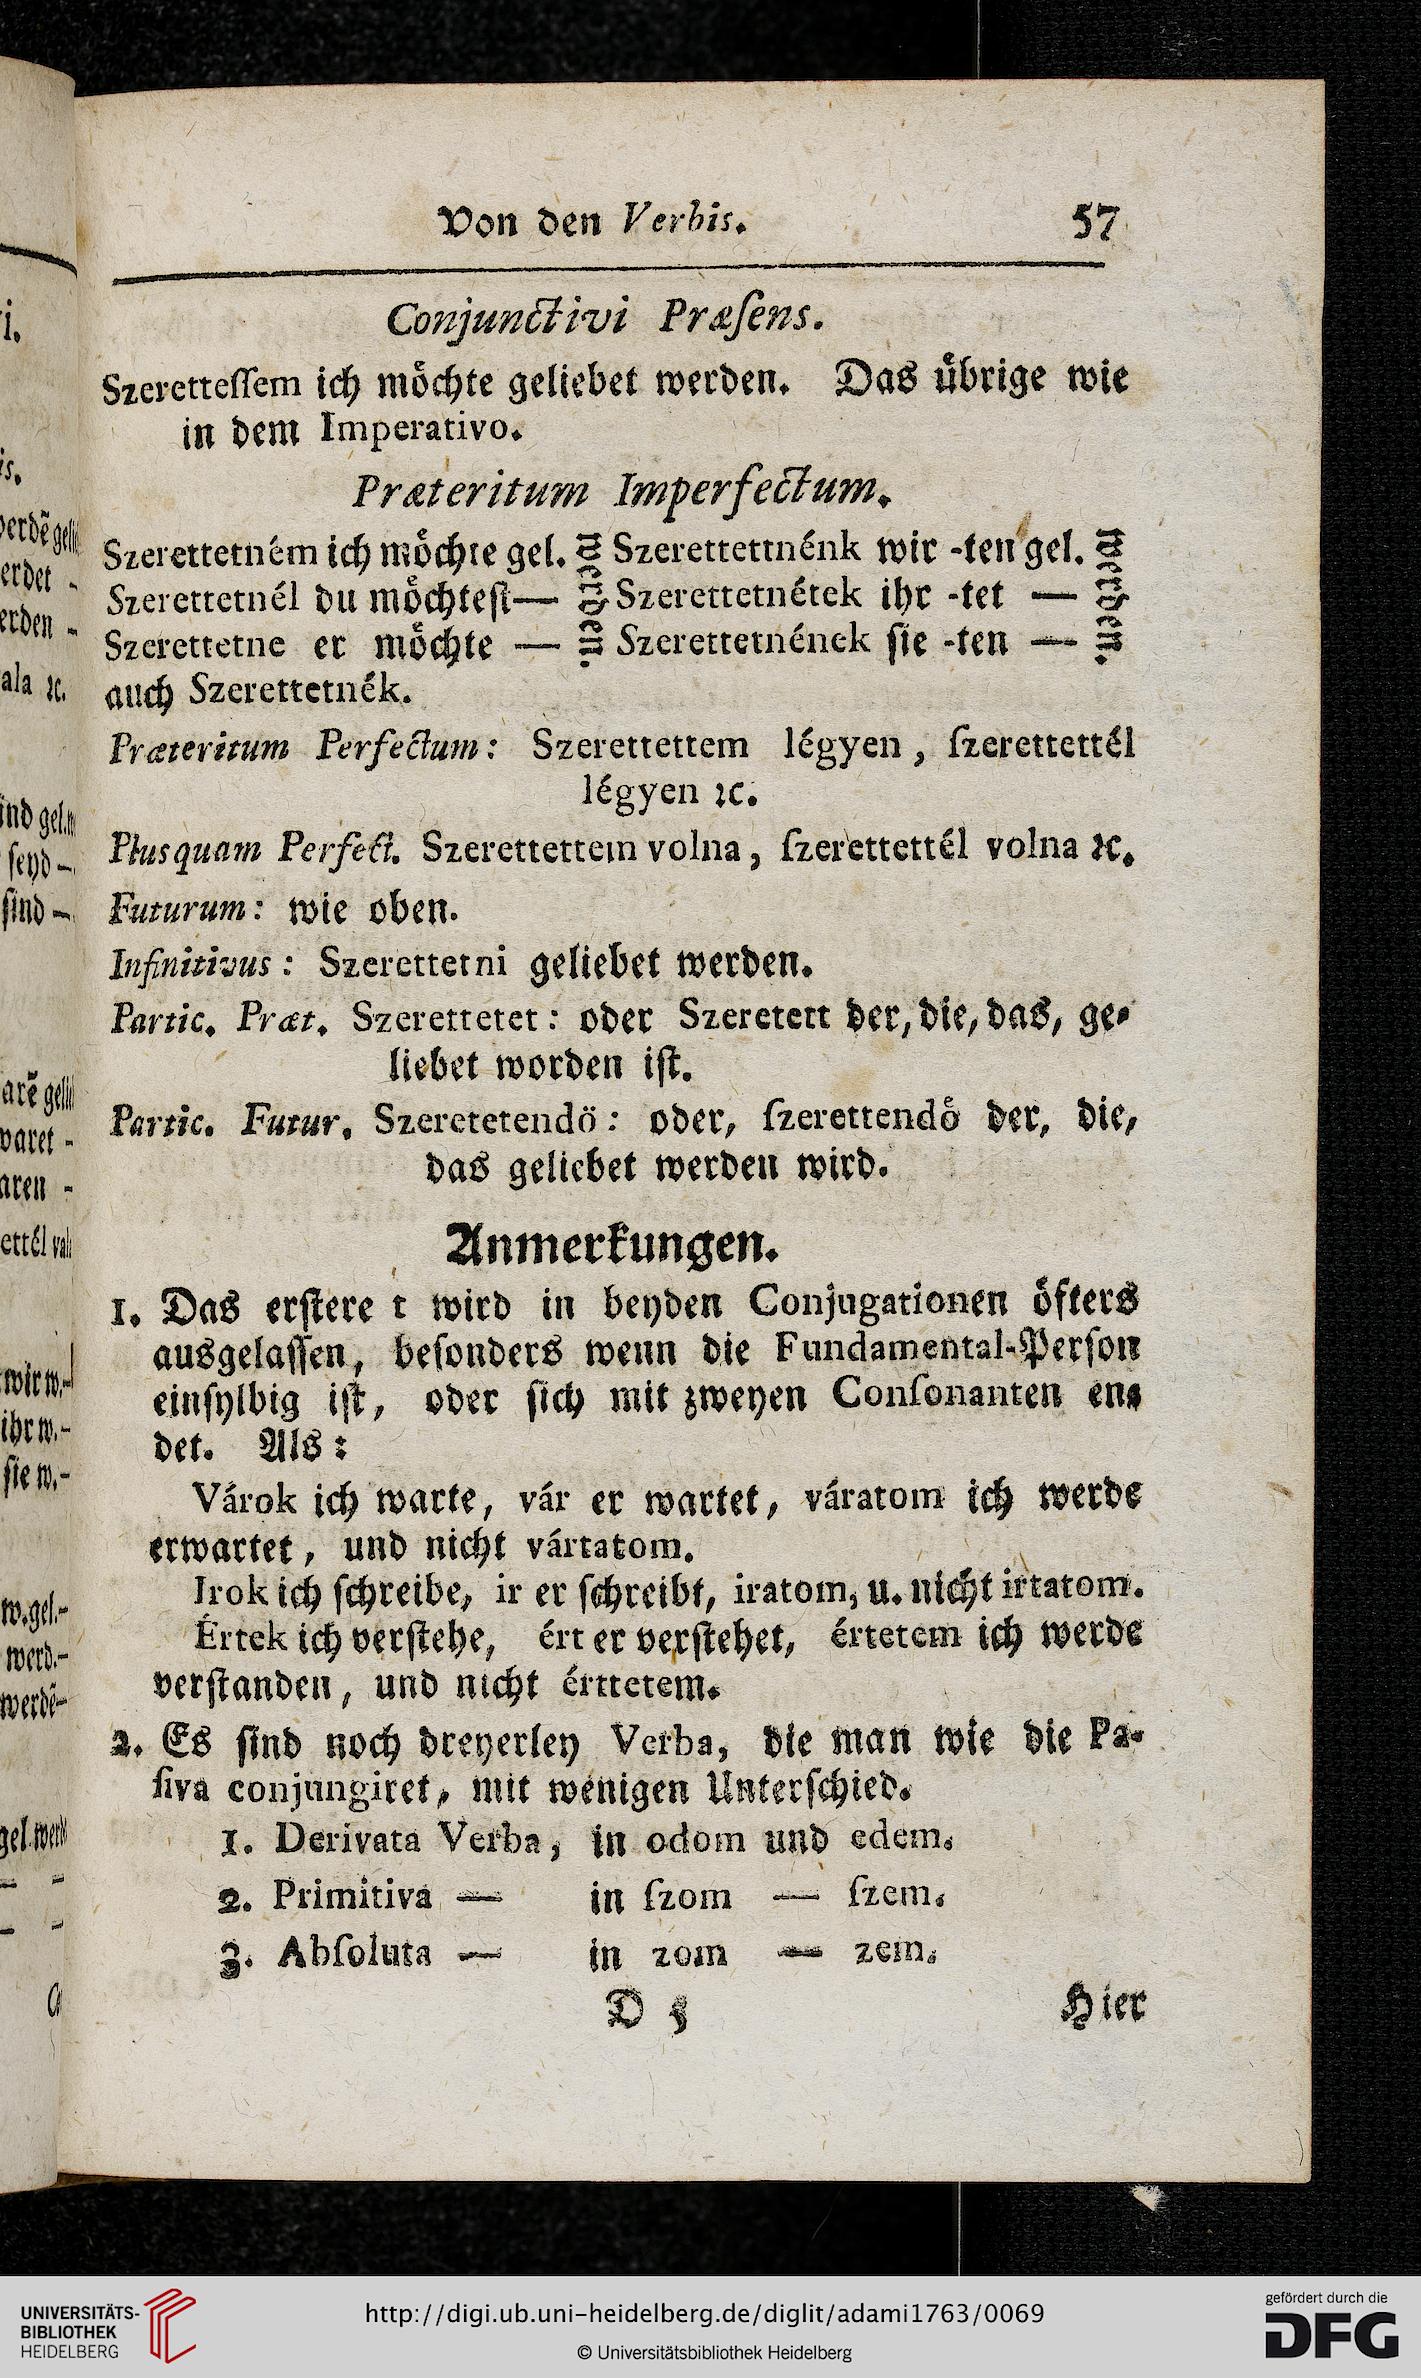 Von den Verbis. 57
Conjunctivi Præſens.
Szeretteſſem ich möchte geliebet werden. Das übrige wie
in dem Imperativo.
Præteritum Imperfectum.
Szerettetném ich möchte gel. werden. Szerettettnénk wir -ten gel. werden.
Szerettetnél du möchteſt— Szerettetnétek ihr -tet —
Szerettetne er möchte — Szerettetnének ſie -ten —
auch Szerettetnék.
Præteritum Perfectum: Szerettettem légyen, ſzerettettél
légyen ꝛc.
Plusquam Perfect. Szerettettem volna, ſzerettettél volna ꝛc.
Futurum: wie oben.
Infinitivus: Szerettetni geliebet werden.
Partic. Præt. Szerettetet: oder Szeretett der, die, das, ge-
liebet worden iſt.
Partic. Futur. Szeretetendö: oder, ſzerettendö der, die,
das geliebet werden wird.
Anmerkungen.
1. Das erſtere t wird in beyden Conjugationen öfters
ausgelaſſen, beſonders wenn die Fundamental-Perſon
einſylbig iſt, oder ſich mit zweyen Conſonanten en-
det. Als:
Várok ich warte, vár er wartet, váratom ich werde
erwartet, und nicht vártatom.
Irok ich ſchreibe, ir er ſchreibt, iratom, u. nicht irtatom.
Értek ich verſtehe, ért er verſtehet, értetem ich werde
verſtanden, und nicht érttetem.
2. Es ſind noch dreyerley Verba, die man wie die Pa-
ſiva conjungiret, mit wenigen Unterſchied.
1. Derivata Verba, in odom und edem.
2. Primitiva — in ſzom — ſzem.
3. Abſoluta — in zom — zem.
D 5 Hier
UNIVERSITÄTS-
BIBLIOTHEK
HEIDELBERG
http://digi.ub.uni-heidelberg.de/diglit/adami1763/0069
© Universitätsbibliothek Heidelberg
gefördert durch die
DFG